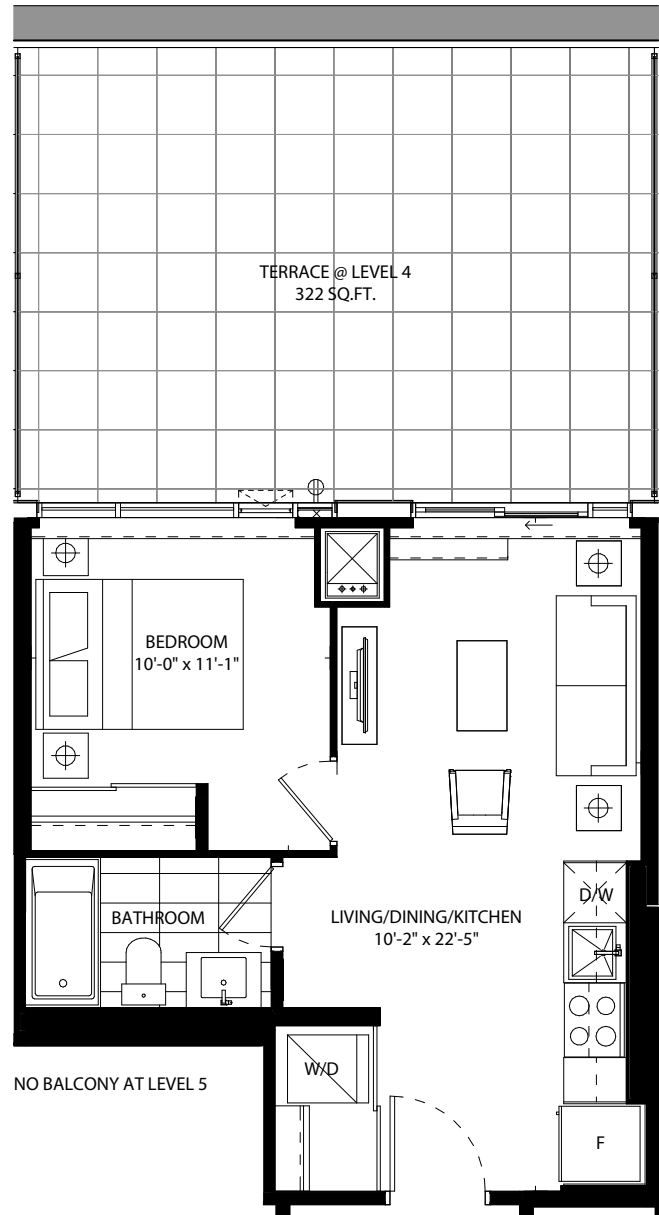 TERRACE @ LEVEL 4
322 SQ.FT.
BEDROOM
10'-0" x 11'-1"
D/W
BATHROOM
LIVING/DINING/KITCHEN
10'-2" x 22'-5"
W/D
NO BALCONY AT LEVEL 5
F